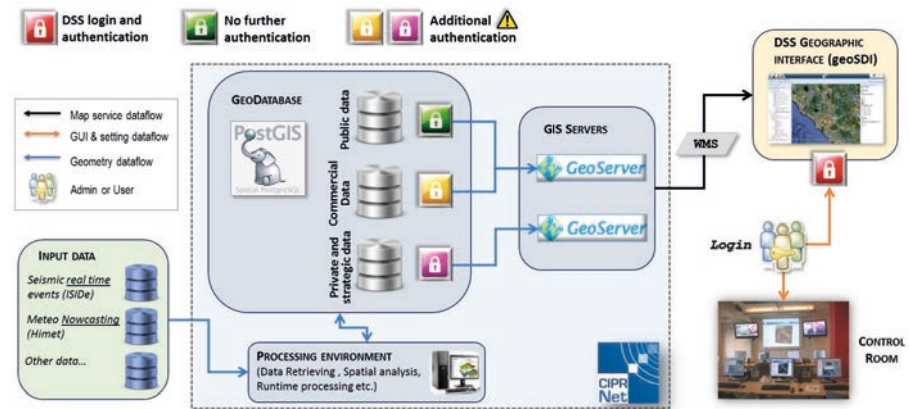 DSS login and
authentication
No further
authentication
Additional
authentication
Map service dataflow
GUI & setting dataflow
Geometry dataflow
Admin or User
INPUT DATA
Seismic real time
events (ISIDe)
Meteo Nowcasting
(Himet)
Other data...
GEODATABASE
PostGIS
Spatial PostgreSQL
Public data
Commercial
Data
Private and
strategic data
GIS SERVERS
GeoServer
GeoServer
PROCESSING ENVIRONMENT
(Data Retrieving , Spatial analysis,
Runtime processing etc.)
CIPR
Net
WMS
DSS GEOGRAPHIC
INTERFACE (geoSDI)
Login
CONTROL
ROOM